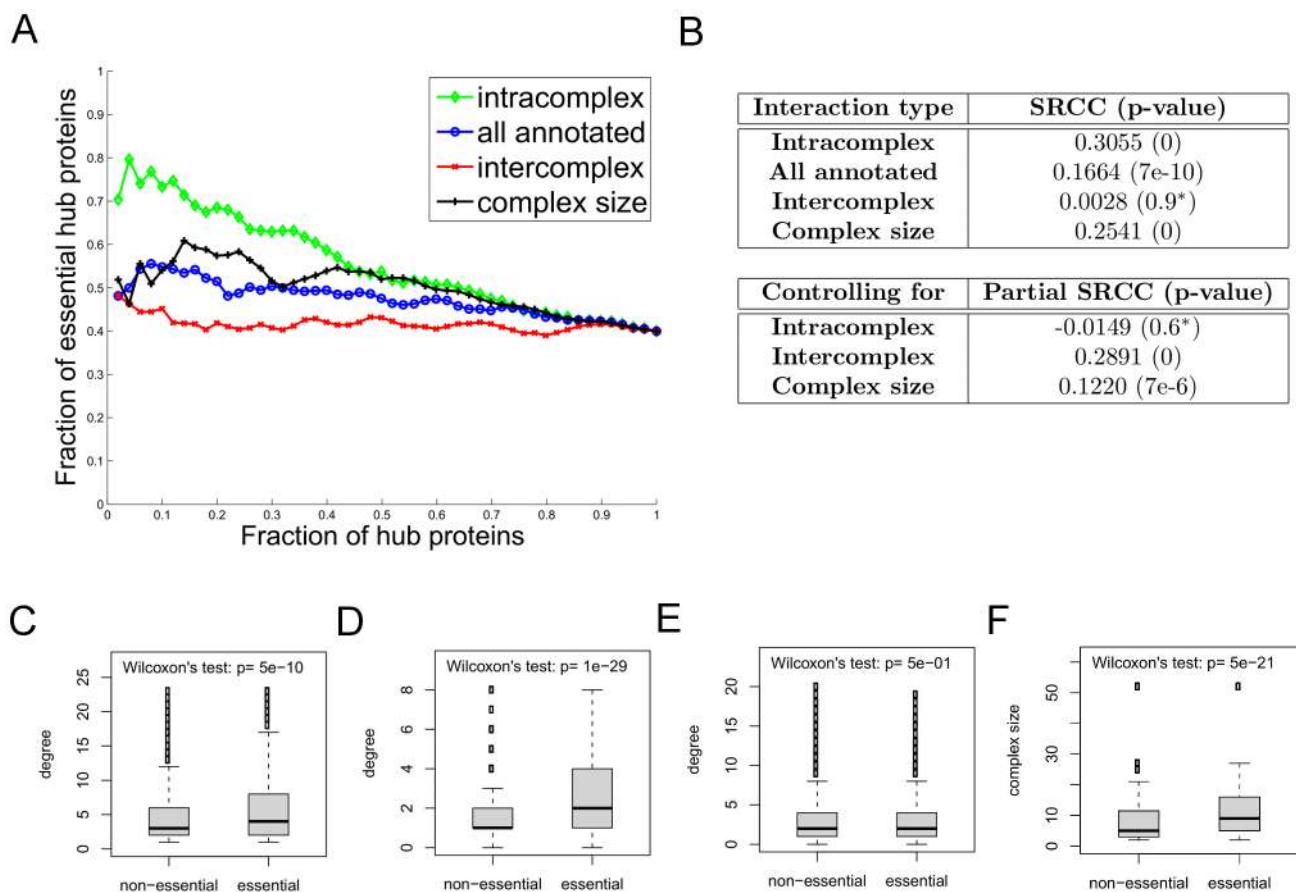 A
1
0.9
0.8
0.7
0.6
0.5
0.4
0.3
0.2
0.1
0
Fraction of essential hub proteins
intracomplex
all annotated
intercomplex
complex size
0 0.1 0.2 0.3 0.4 0.5 0.6 0.7 0.8 0.9 1
Fraction of hub proteins
B
Interaction type SRCC (p-value)
Intracomplex 0.3055 (0)
All annotated 0.1664 (7e-10)
Intercomplex 0.0028 (0.9*)
Complex size 0.2541 (0)
Controlling for Partial SRCC (p-value)
Intracomplex -0.0149 (0.6*)
Intercomplex 0.2891 (0)
Complex size 0.1220 (7e-6)
C
Wilcoxon's test: p= 5e−10
degree
0 5 10 15 20 25
non−essential essential
D
Wilcoxon's test: p= 1e−29
degree
0 2 4 6 8
non−essential essential
E
Wilcoxon's test: p= 5e−01
degree
0 5 10 15 20
non−essential essential
F
Wilcoxon's test: p= 5e−21
complex size
0 10 30 50
non−essential essential